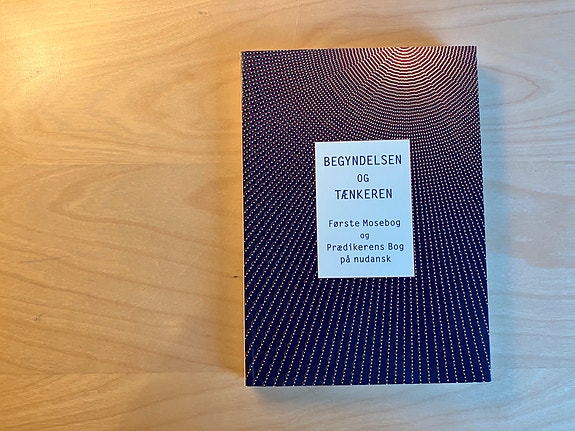 BEGYNDELSEN
OG
TÆNKEREN
Første Mosebog
og
Prædikerens Bog
på nudansk